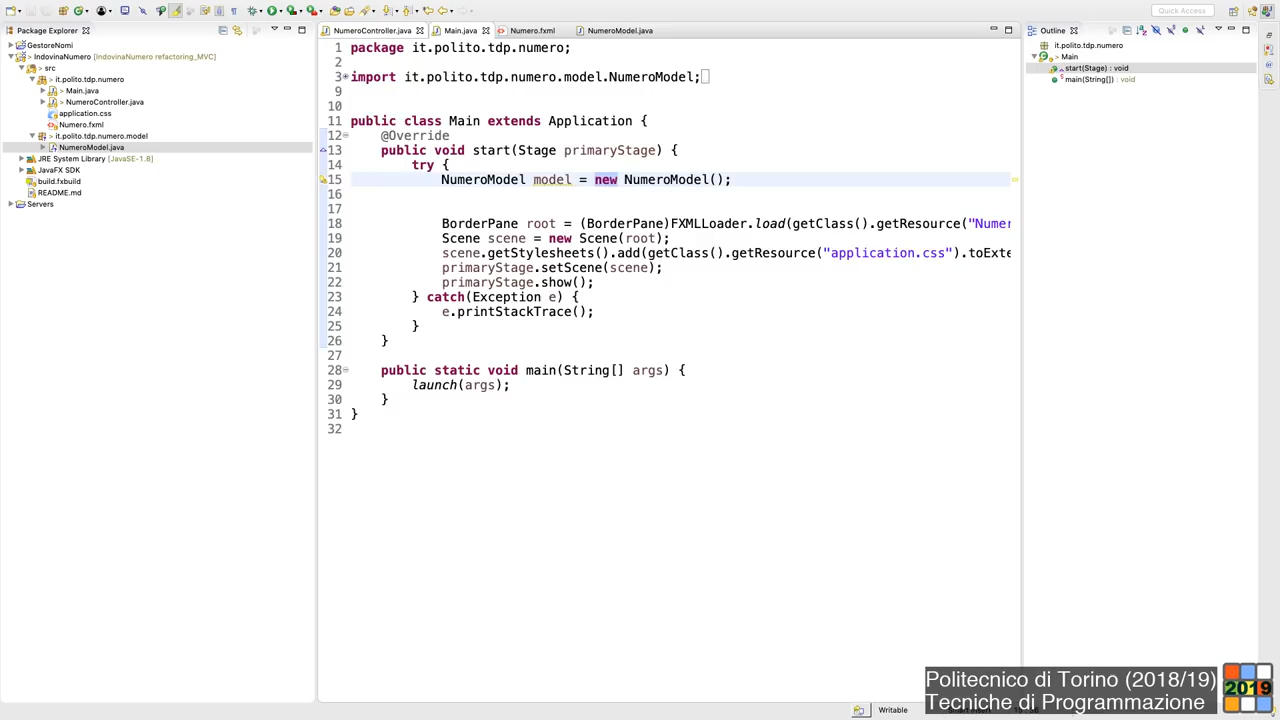 Quick Access
Package Explorer
GestoreNomi
> IndovinaNumero [IndovinaNumero refactoring_MVC]
> src
> it.polito.tdp.numero
> Main.java
> NumeroController.java
application.css
Numero.fxml
> it.polito.tdp.numero.model
NumeroModel.java
JRE System Library [JavaSE-1.8]
JavaFX SDK
build.fxbuild
README.md
Servers
NumeroController.java
Main.java
Numero.fxml
NumeroModel.java
1 package it.polito.tdp.numero;
2
3 import it.polito.tdp.numero.model.NumeroModel;
9
10
11 public class Main extends Application {
12 @Override
13 public void start(Stage primaryStage) {
14 try {
15 NumeroModel model = new NumeroModel();
16
17
18 BorderPane root = (BorderPane)FXMLLoader.load(getClass().getResource("Numer
19 Scene scene = new Scene(root);
20 scene.getStylesheets().add(getClass().getResource("application.css").toExte
21 primaryStage.setScene(scene);
22 primaryStage.show();
23 } catch(Exception e) {
24 e.printStackTrace();
25 }
26 }
27
28 public static void main(String[] args) {
29 launch(args);
30 }
31 }
32
Outline
it.polito.tdp.numero
> Main
start(Stage) : void
main(String[]) : void
Politecnico di Torino (2018/19)
Tecniche di Programmazione
2019
Writable